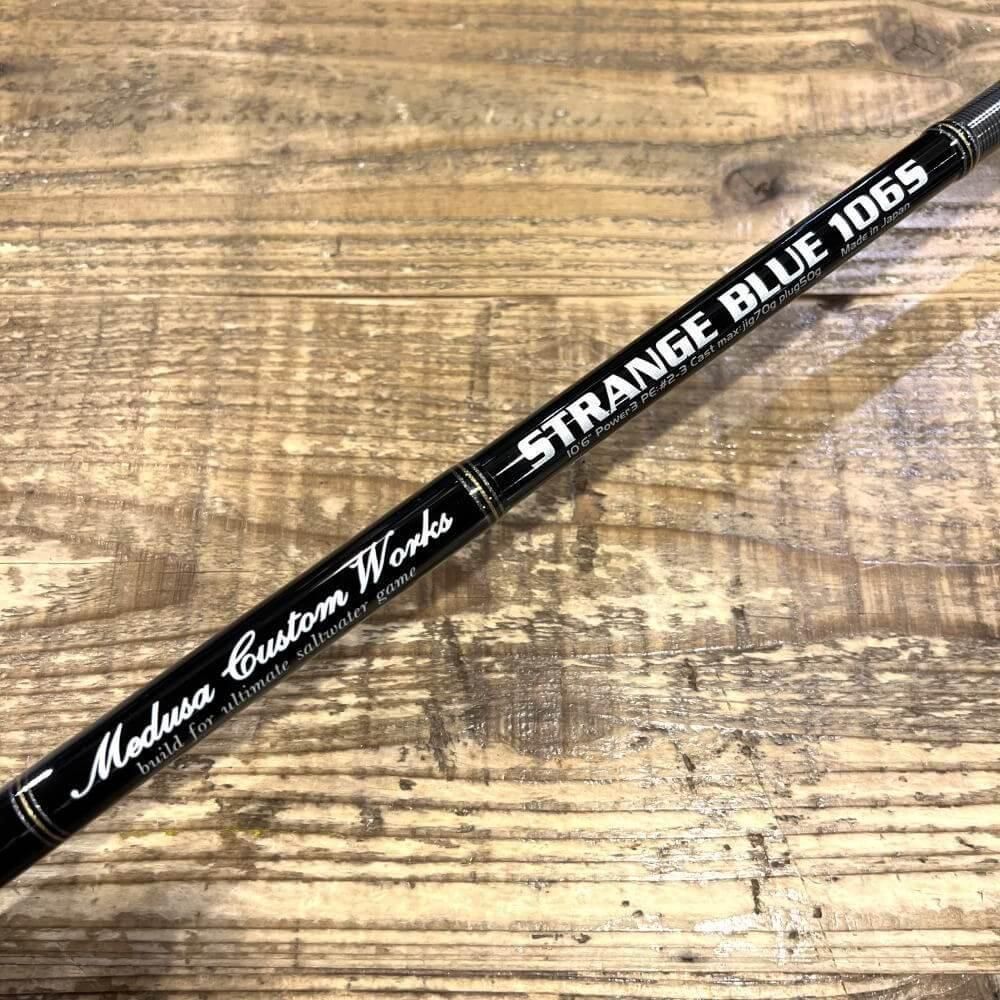 Medusa Custom Works
build for ultimate saltwater game
STRANGE BLUE 106S
10'6" Power3 PE:#2-3 Cast max:jig70g plug50g Made in Japan